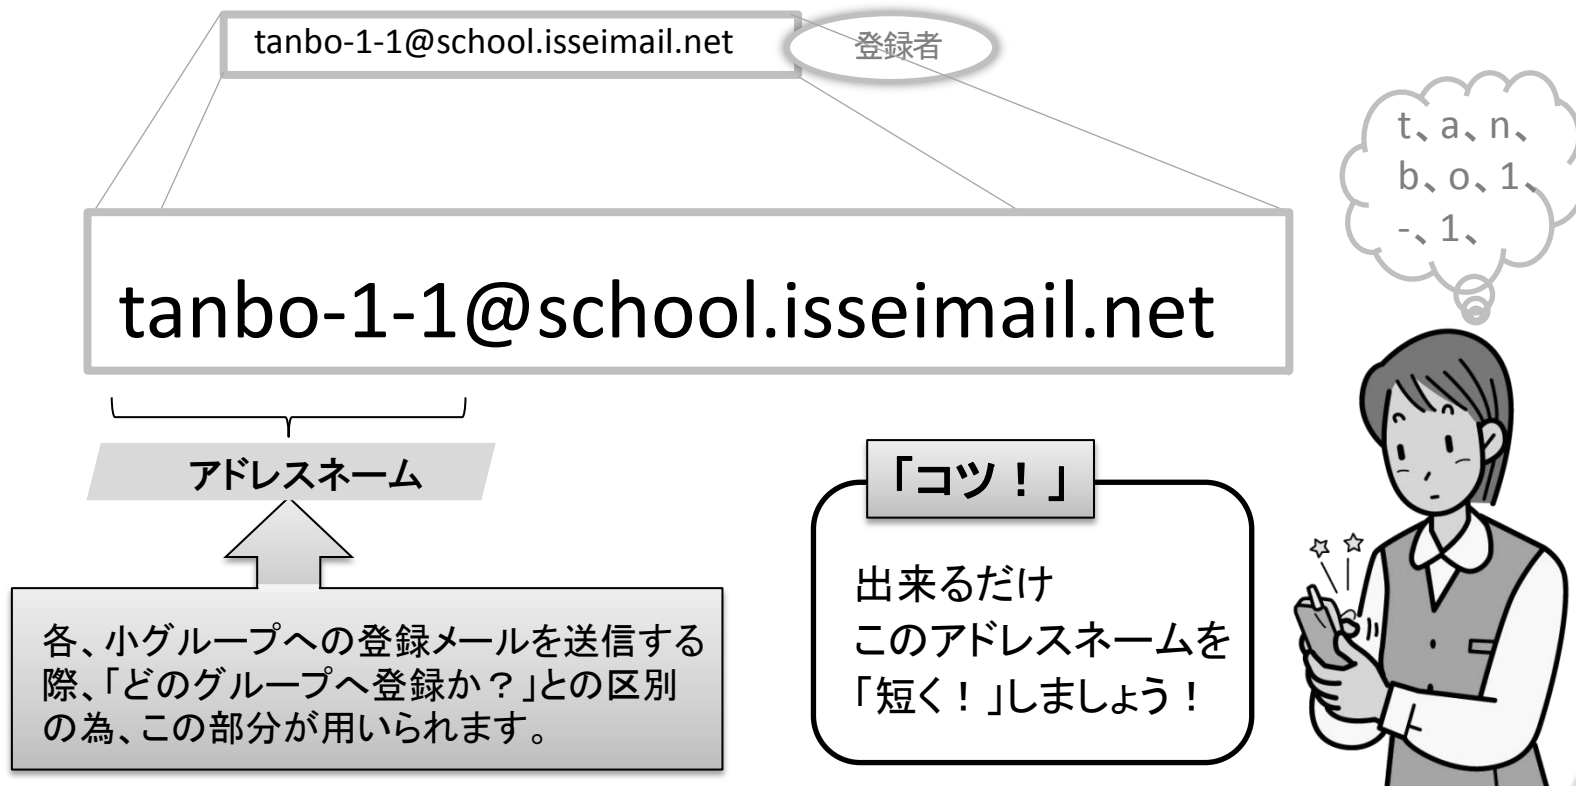 tanbo-1-1@school.isseimail.net
登録者
t、a、n、
b、o、1、
-、1、
tanbo-1-1@school.isseimail.net
アドレスネーム
「コツ！」
各、小グループへの登録メールを送信する
際、「どのグループへ登録か？」との区別
の為、この部分が用いられます。
出来るだけ
このアドレスネームを
「短く！」しましょう！